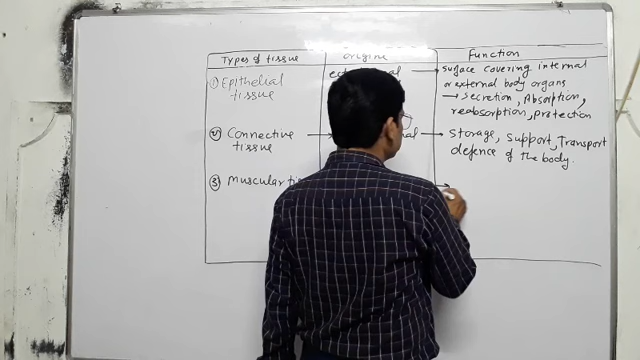 Types of tissue
origine
Function
① Epithelial
tissue
→ surface covering internal
or external body organs
→ secretion, Absorption,
reabsorption, protection
② Connective →
tissue
→ storage, support, Transport
defence of the body.
③ Muscular